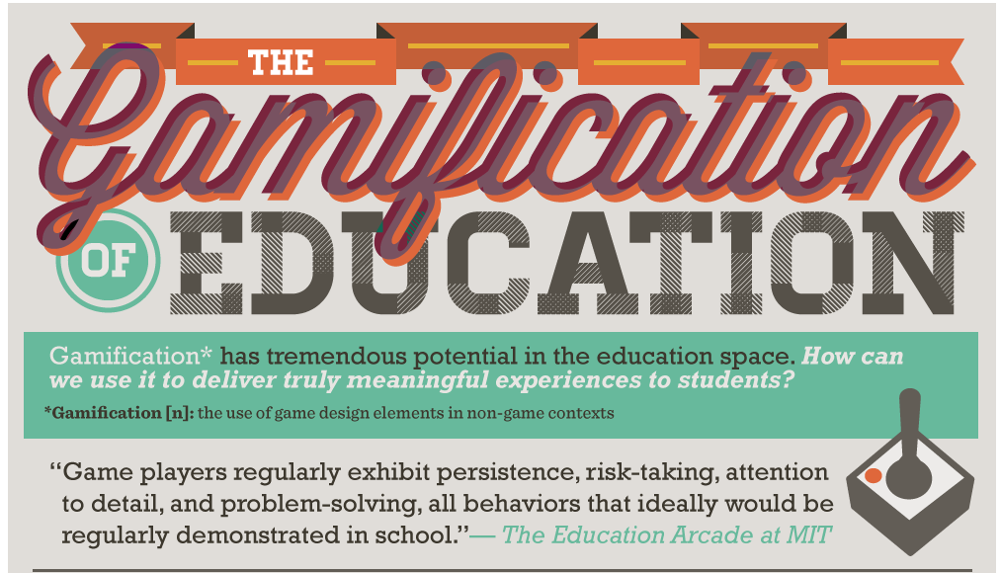 THE
Gamification
OF EDUCATION
Gamification* has tremendous potential in the education space. How can
we use it to deliver truly meaningful experiences to students?
*Gamification [n]: the use of game design elements in non-game contexts
“Game players regularly exhibit persistence, risk-taking, attention
to detail, and problem-solving, all behaviors that ideally would be
regularly demonstrated in school.”— The Education Arcade at MIT